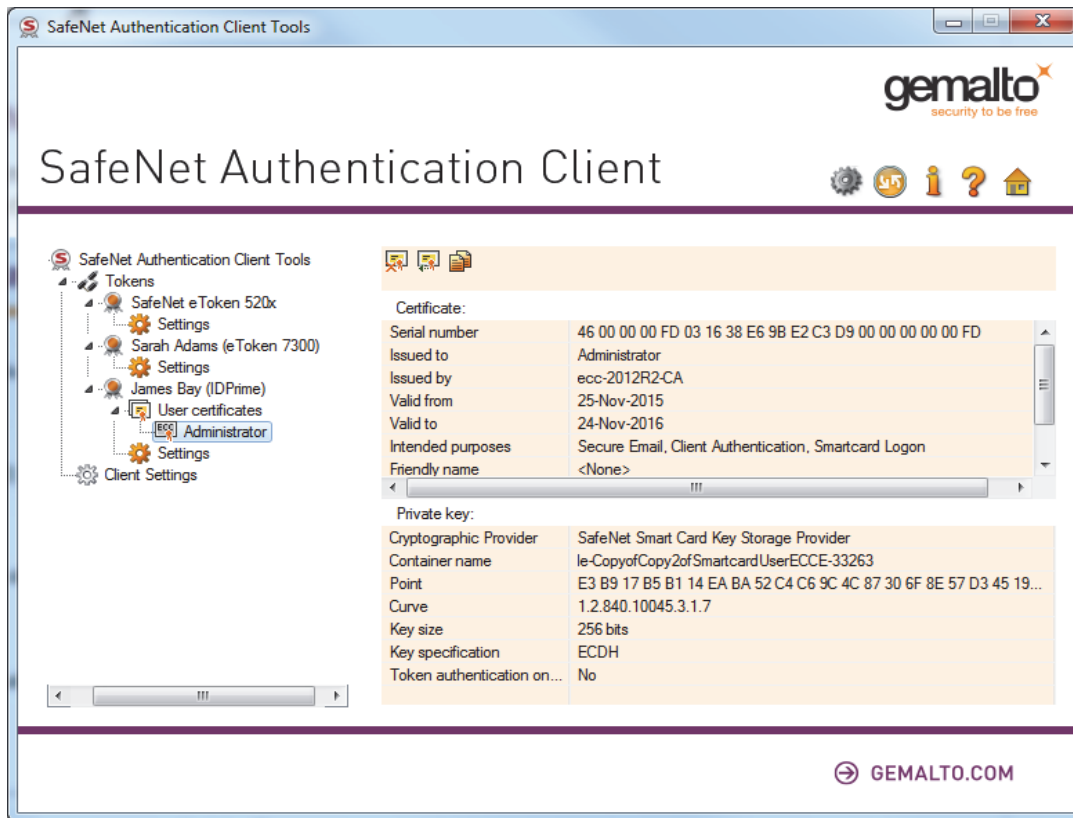 SafeNet Authentication Client Tools
gemalto
security to be free
SafeNet Authentication Client
SafeNet Authentication Client Tools
Tokens
SafeNet eToken 520x
Settings
Sarah Adams (eToken 7300)
Settings
James Bay (IDPrime)
User certificates
ECC Administrator
Settings
Client Settings
Certificate:
Serial number 46 00 00 00 FD 03 16 38 E6 9B E2 C3 D9 00 00 00 00 00 FD
Issued to Administrator
Issued by ecc-2012R2-CA
Valid from 25-Nov-2015
Valid to 24-Nov-2016
Intended purposes Secure Email, Client Authentication, Smartcard Logon
Friendly name <None>
Private key:
Cryptographic Provider SafeNet Smart Card Key Storage Provider
Container name le-CopyofCopy2ofSmartcardUserECCE-33263
Point E3 B9 17 B5 B1 14 EA BA 52 C4 C6 9C 4C 87 30 6F 8E 57 D3 45 19...
Curve 1.2.840.10045.3.1.7
Key size 256 bits
Key specification ECDH
Token authentication on... No
GEMALTO.COM